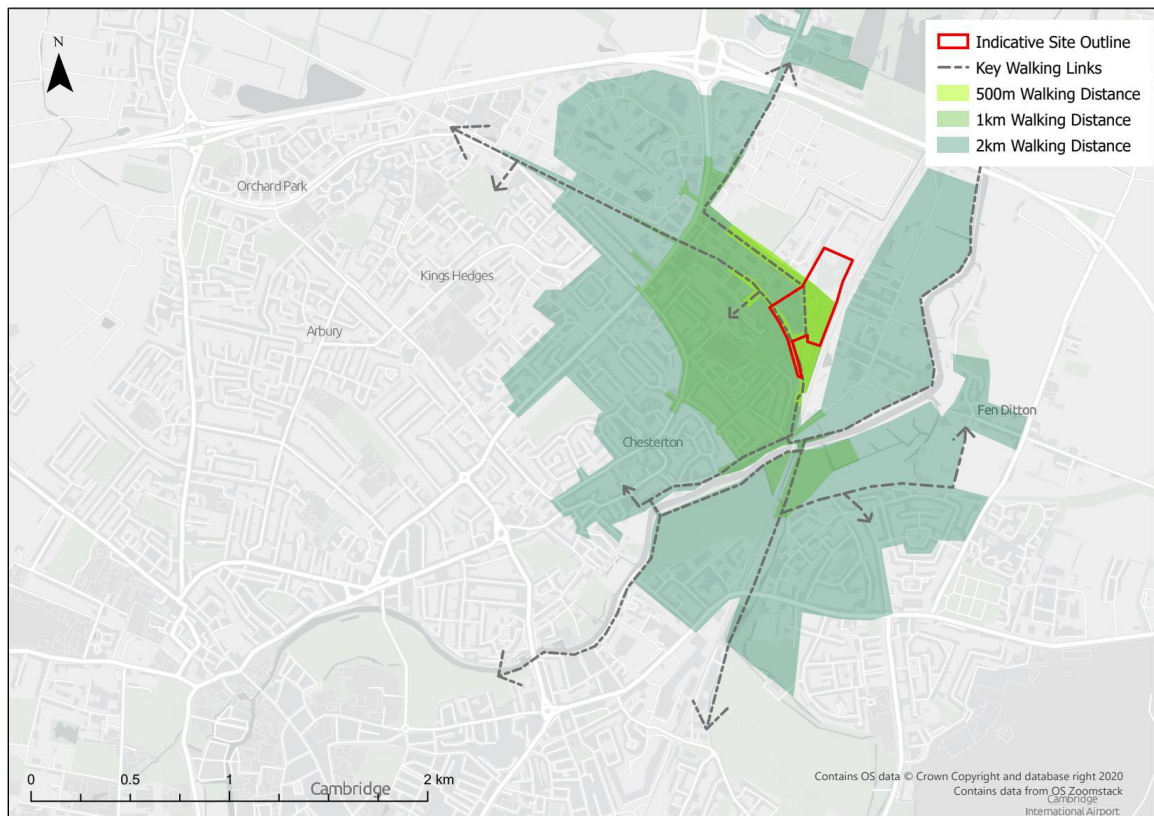 N
Indicative Site Outline
Key Walking Links
500m Walking Distance
1km Walking Distance
2km Walking Distance
Orchard Park
Kings Hedges
Arbury
Fen Ditton
Chesterton
0 0.5 1 2 km
Cambridge
Contains OS data © Crown Copyright and database right 2020
Contains data from OS Zoomstack
Cambridge
International Airport